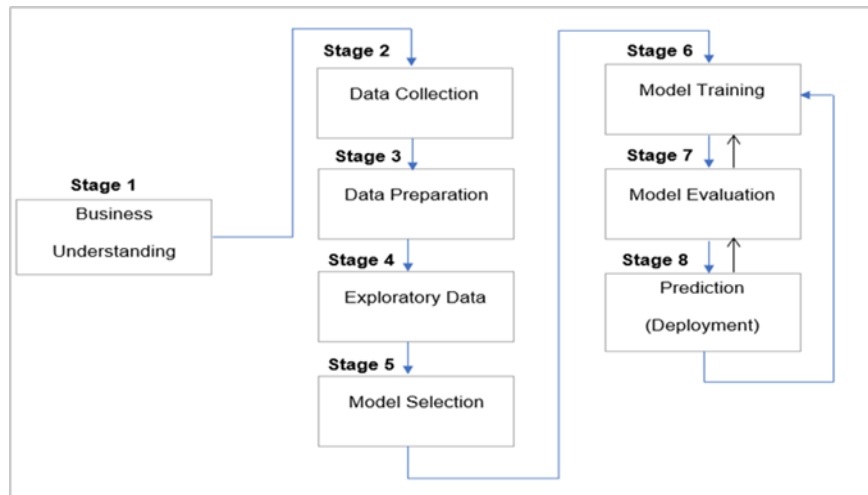 Stage 1
Business
Understanding
Stage 2
Data Collection
Stage 3
Data Preparation
Stage 4
Exploratory Data
Stage 5
Model Selection
Stage 6
Model Training
Stage 7
Model Evaluation
Stage 8
Prediction
(Deployment)